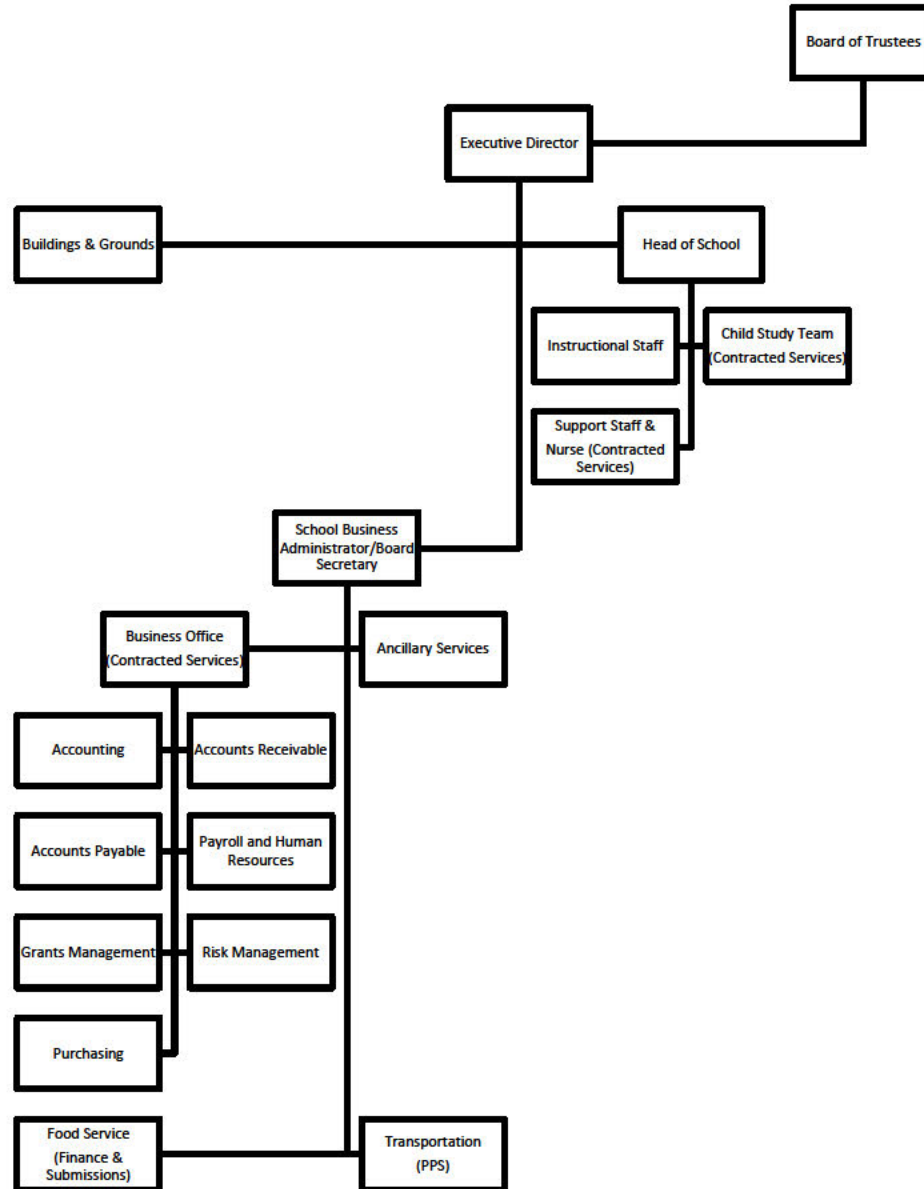 Board of Trustees
Executive Director
Buildings & Grounds
Head of School
Instructional Staff
Child Study Team
(Contracted Services)
Support Staff &
Nurse (Contracted
Services)
School Business
Administrator/Board
Secretary
Business Office
(Contracted Services)
Ancillary Services
Accounting
Accounts Receivable
Accounts Payable
Payroll and Human
Resources
Grants Management
Risk Management
Purchasing
Food Service
(Finance &
Submissions)
Transportation
(PPS)